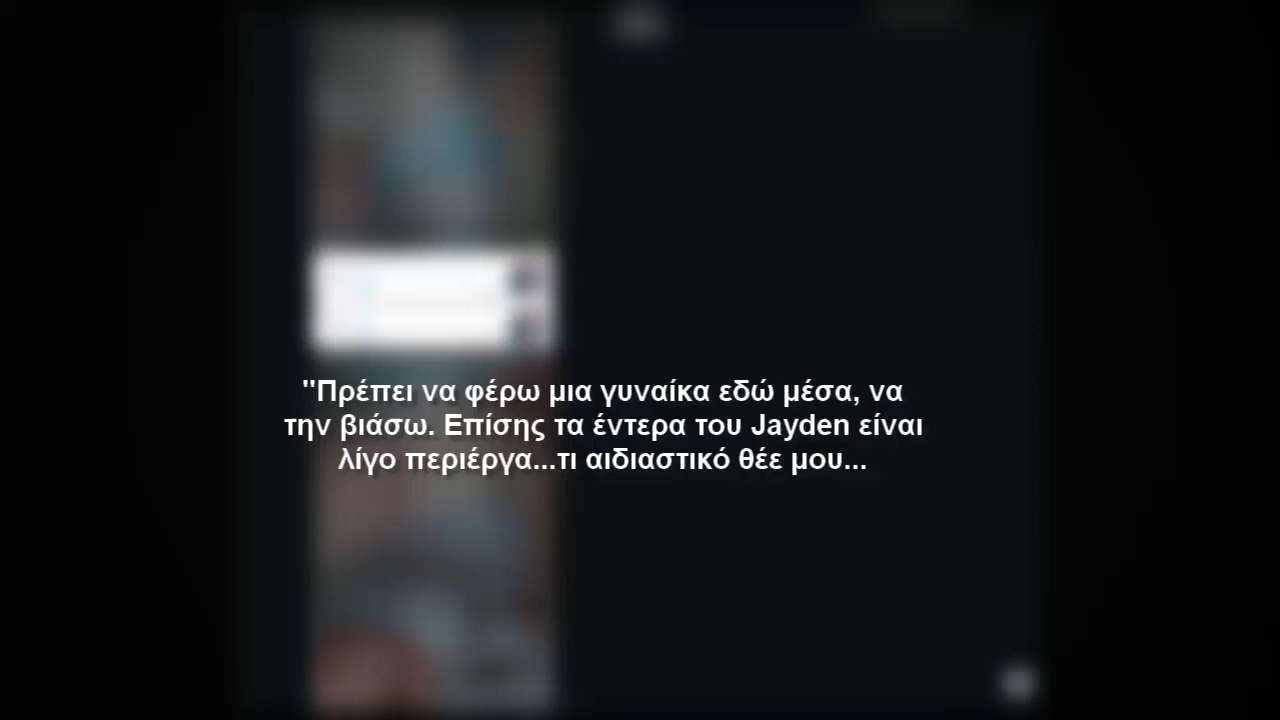 "Πρέπει να φέρω μια γυναίκα εδώ μέσα, να
την βιάσω. Επίσης τα έντερα του Jayden είναι
λίγο περιέργα...τι αιδιαστικό θέε μου...